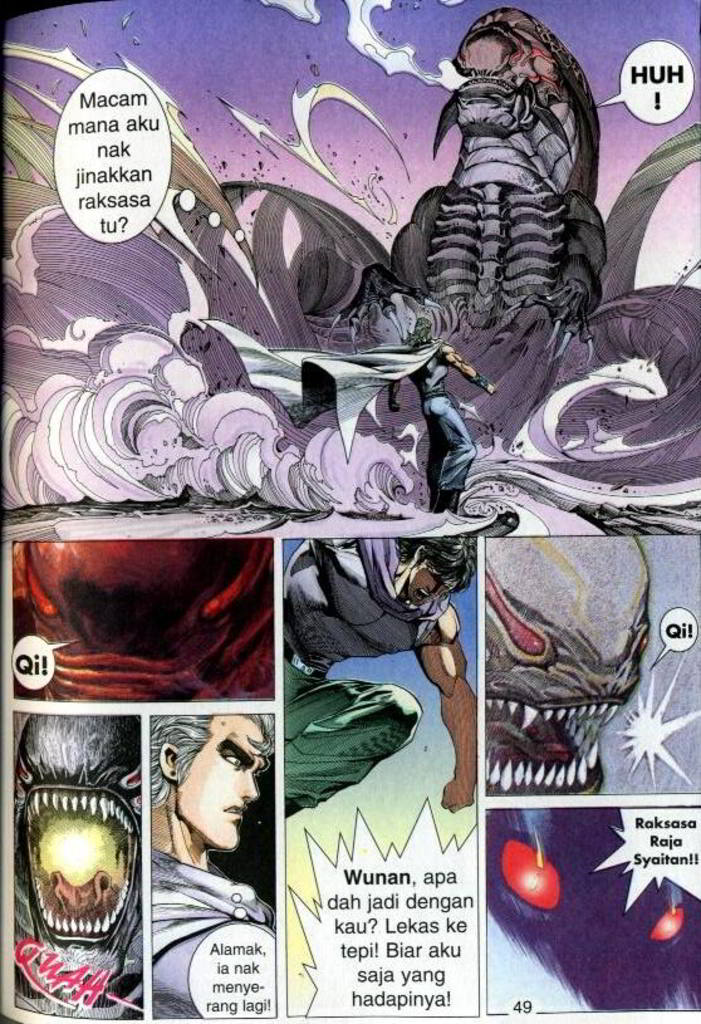 Macam
mana aku
nak
jinakkan
raksasa
tu?
HUH
!
Qi!
QUAH
Alamak,
ia nak
menye-
rang lagi!
Wunan, apa
dah jadi dengan
kau? Lekas ke
tepi! Biar aku
saja yang
hadapinya!
Qi!
Raksasa
Raja
Syaitan!!
49